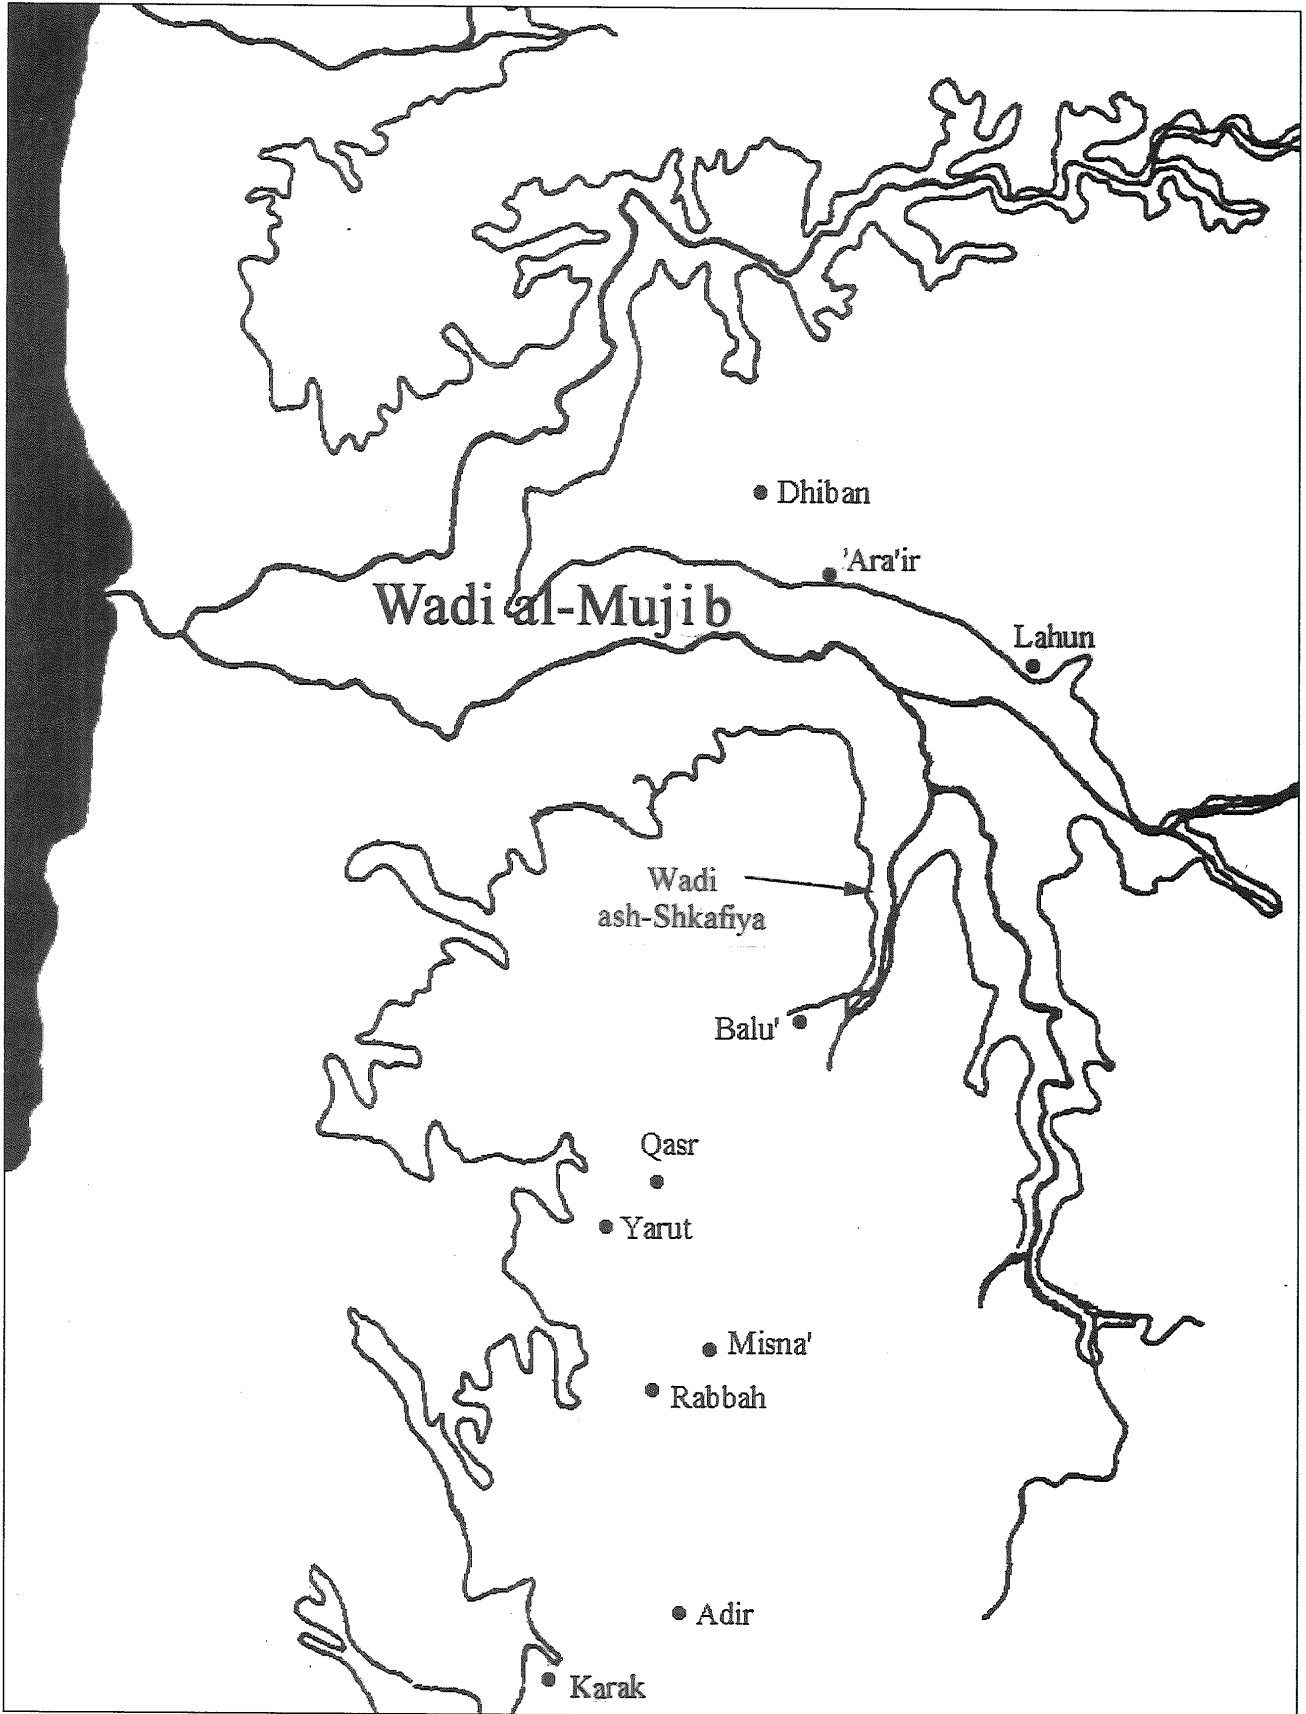 Dhiban
'Ara'ir
Wadi al-Mujib
Lahun
Wadi
ash-Shkafiya
Balu'
Qasr
Yarut
Misna'
Rabbah
Adir
Karak